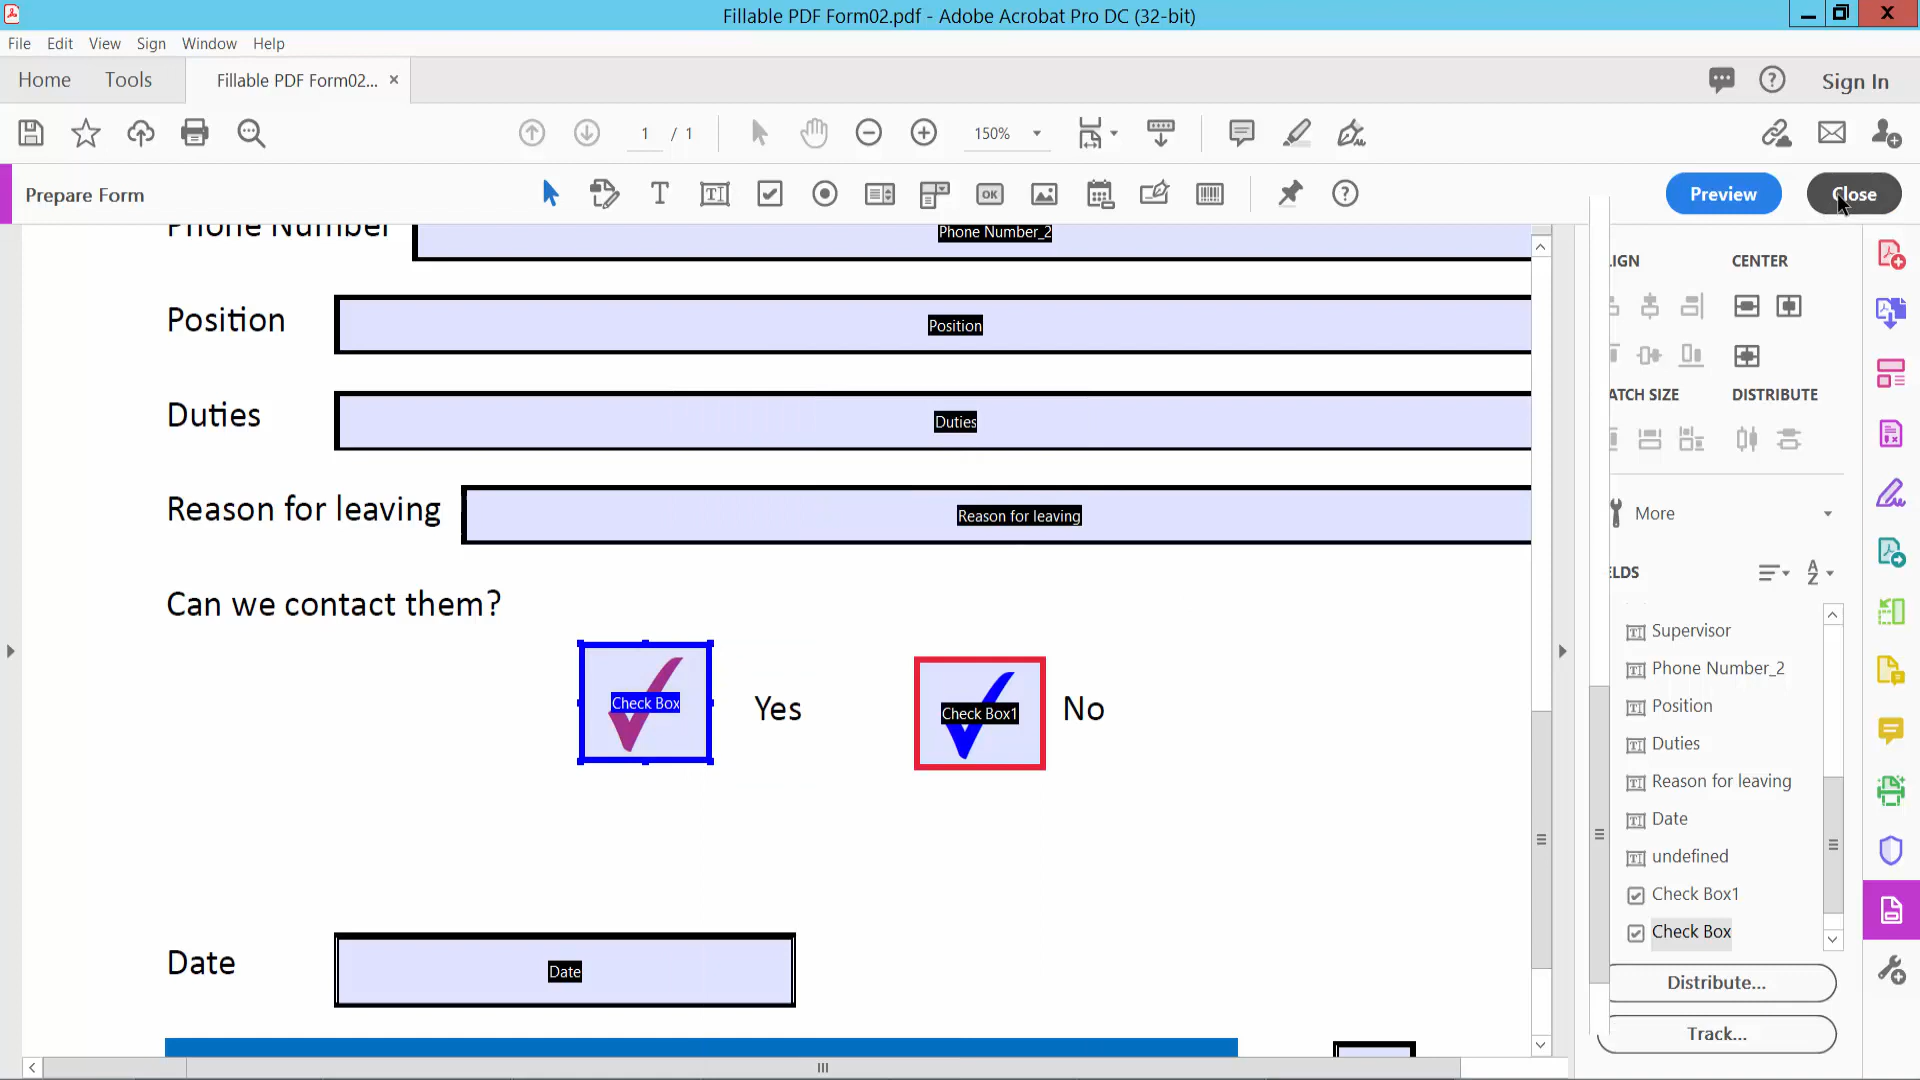 Fillable PDF Form02.pdf - Adobe Acrobat Pro DC (32-bit)
File Edit View Sign Window Help
Home Tools Fillable PDF Form02... × Sign In
1 / 1 150%
Prepare Form T OK Preview Close
Phone Number Phone Number_2
Position Position
Duties Duties
Reason for leaving Reason for leaving
Can we contact them?
Check Box Yes Check Box1 No
Date Date
IGN CENTER
ATCH SIZE DISTRIBUTE
More
ELDS
Supervisor
Phone Number_2
Position
Duties
Reason for leaving
Date
undefined
Check Box1
Check Box
Distribute...
Track...